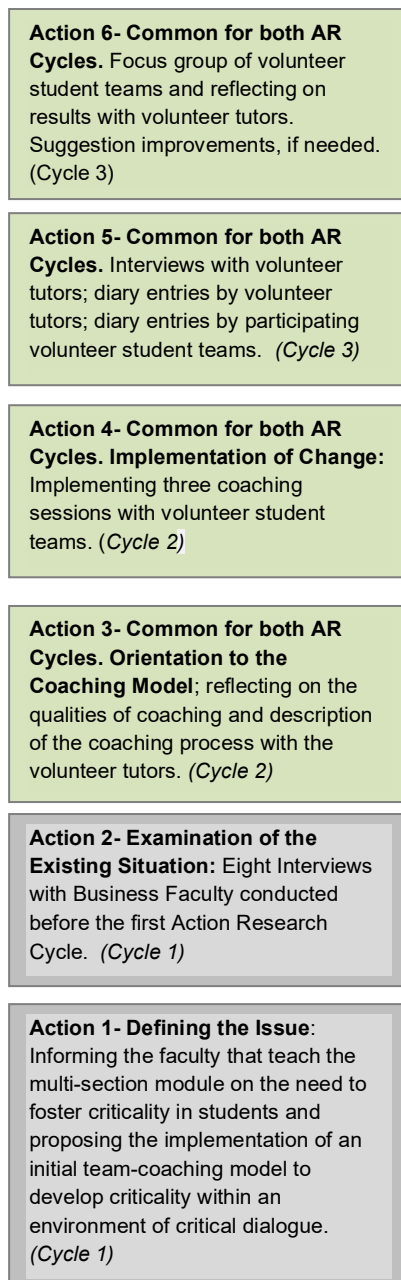 Action 6- Common for both AR
Cycles. Focus group of volunteer
student teams and reflecting on
results with volunteer tutors.
Suggestion improvements, if needed.
(Cycle 3)
Action 5- Common for both AR
Cycles. Interviews with volunteer
tutors; diary entries by volunteer
tutors; diary entries by participating
volunteer student teams. (Cycle 3)
Action 4- Common for both AR
Cycles. Implementation of Change:
Implementing three coaching
sessions with volunteer student
teams. (Cycle 2)
Action 3- Common for both AR
Cycles. Orientation to the
Coaching Model; reflecting on the
qualities of coaching and description
of the coaching process with the
volunteer tutors. (Cycle 2)
Action 2- Examination of the
Existing Situation: Eight Interviews
with Business Faculty conducted
before the first Action Research
Cycle. (Cycle 1)
Action 1- Defining the Issue:
Informing the faculty that teach the
multi-section module on the need to
foster criticality in students and
proposing the implementation of an
initial team-coaching model to
develop criticality within an
environment of critical dialogue.
(Cycle 1)